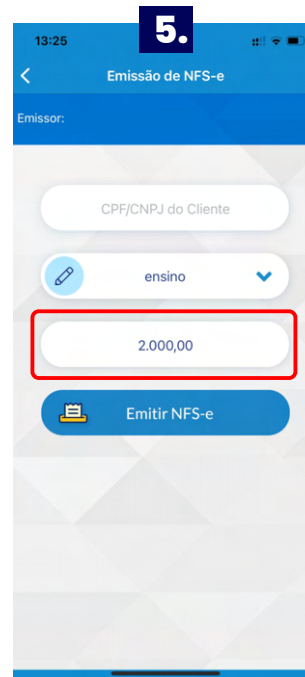 5.
13:25
Emissão de NFS-e
Emissor:
CPF/CNPJ do Cliente
ensino
2.000,00
Emitir NFS-e